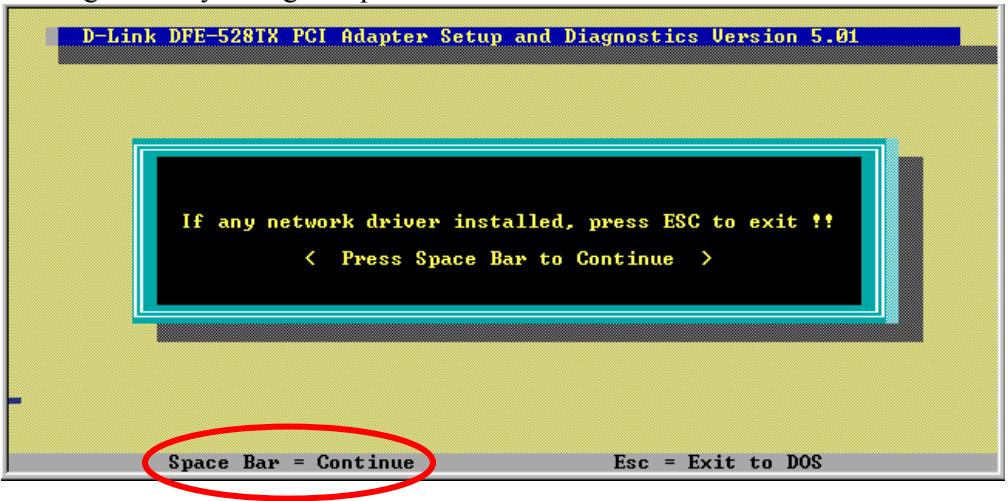 D-Link DFE-528TX PCI Adapter Setup and Diagnostics Version 5.01
If any network driver installed, press ESC to exit !!
< Press Space Bar to Continue >
Space Bar = Continue Esc = Exit to DOS